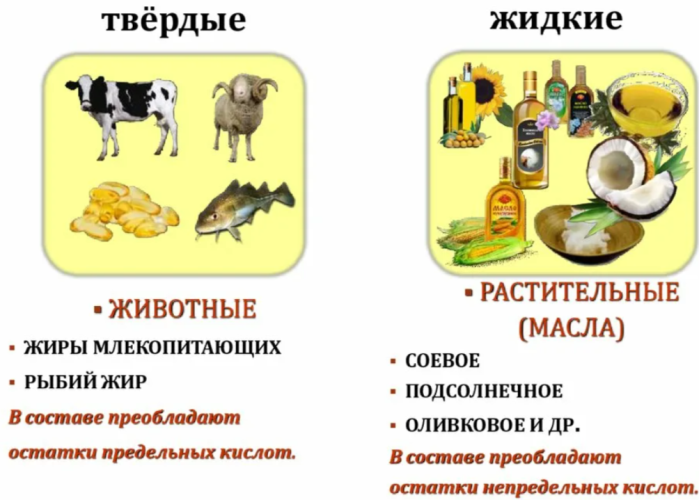 твёрдые
▪ ЖИВОТНЫЕ
▪ ЖИРЫ МЛЕКОПИТАЮЩИХ
▪ РЫБИЙ ЖИР
В составе преобладают
остатки предельных кислот.
жидкие
▪ РАСТИТЕЛЬНЫЕ
(МАСЛА)
▪ СОЕВОЕ
▪ ПОДСОЛНЕЧНОЕ
▪ ОЛИВКОВОЕ И ДР.
В составе преобладают
остатки непредельных кислот.